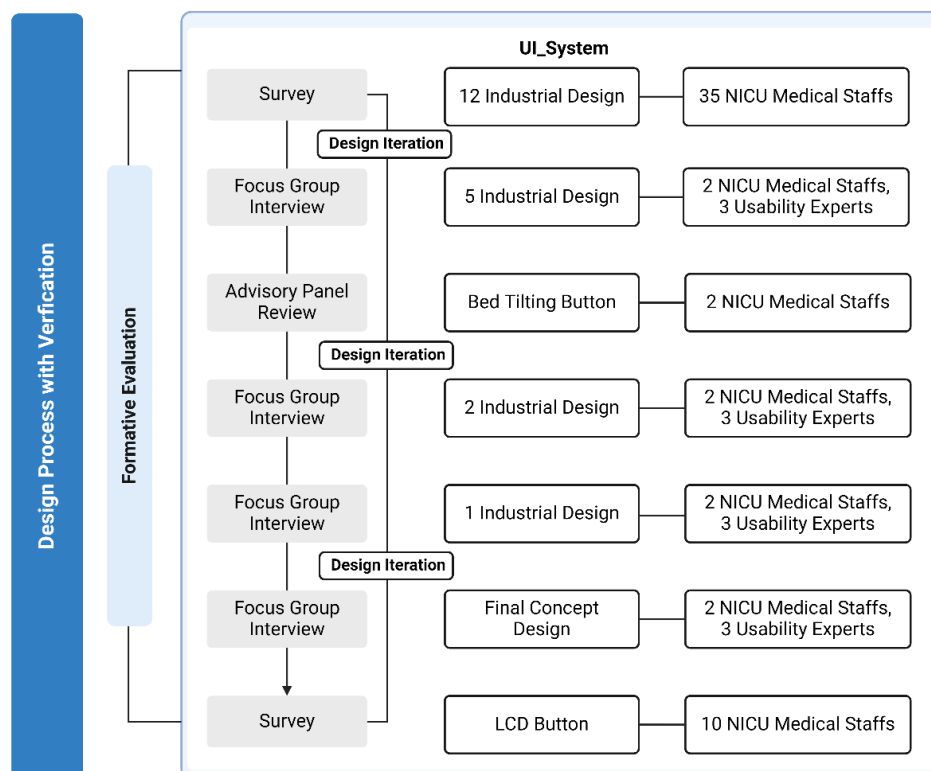 Design Process with Verfication
Formative Evaluation
UI_System
Survey
12 Industrial Design
35 NICU Medical Staffs
Design Iteration
Focus Group
Interview
5 Industrial Design
2 NICU Medical Staffs,
3 Usability Experts
Advisory Panel
Review
Bed Tilting Button
2 NICU Medical Staffs
Design Iteration
Focus Group
Interview
2 Industrial Design
2 NICU Medical Staffs,
3 Usability Experts
Focus Group
Interview
1 Industrial Design
2 NICU Medical Staffs,
3 Usability Experts
Design Iteration
Focus Group
Interview
Final Concept
Design
2 NICU Medical Staffs,
3 Usability Experts
Survey
LCD Button
10 NICU Medical Staffs